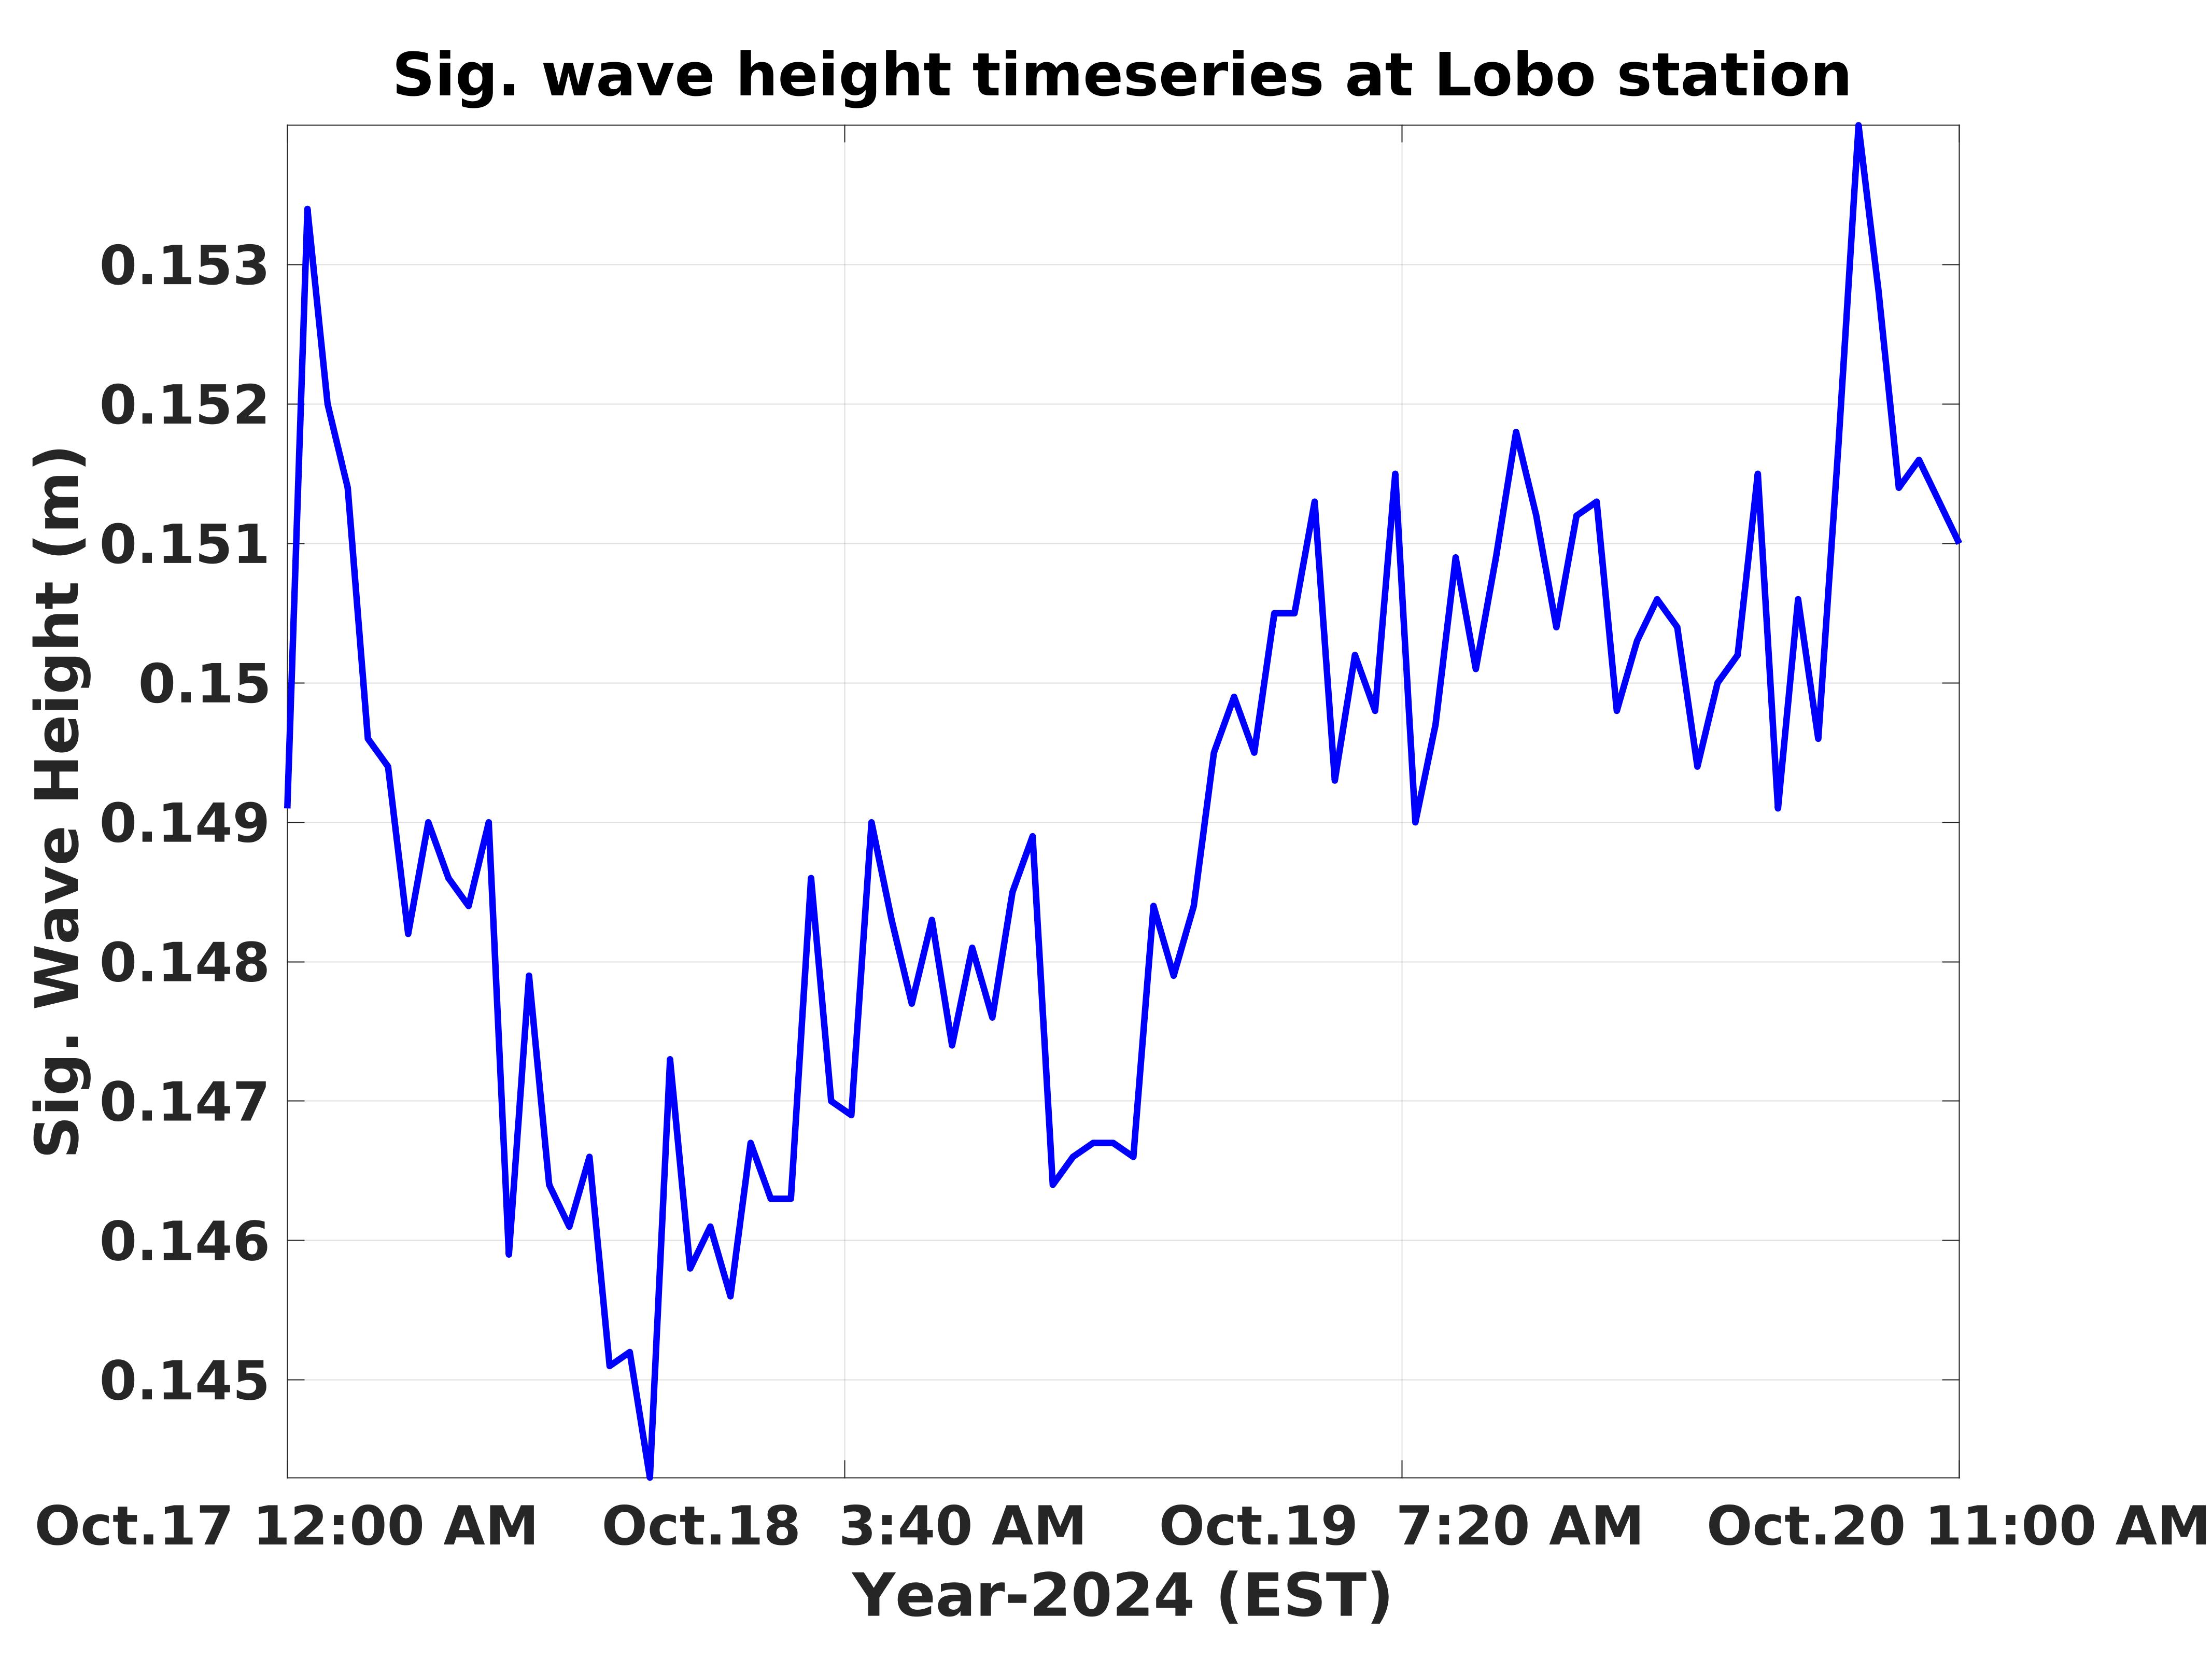 Sig. wave height timeseries at Lobo station
Sig. Wave Height (m)
0.153
0.152
0.151
0.15
0.149
0.148
0.147
0.146
0.145
Oct.17 12:00 AM Oct.18 3:40 AM Oct.19 7:20 AM Oct.20 11:00 AM
Year-2024 (EST)